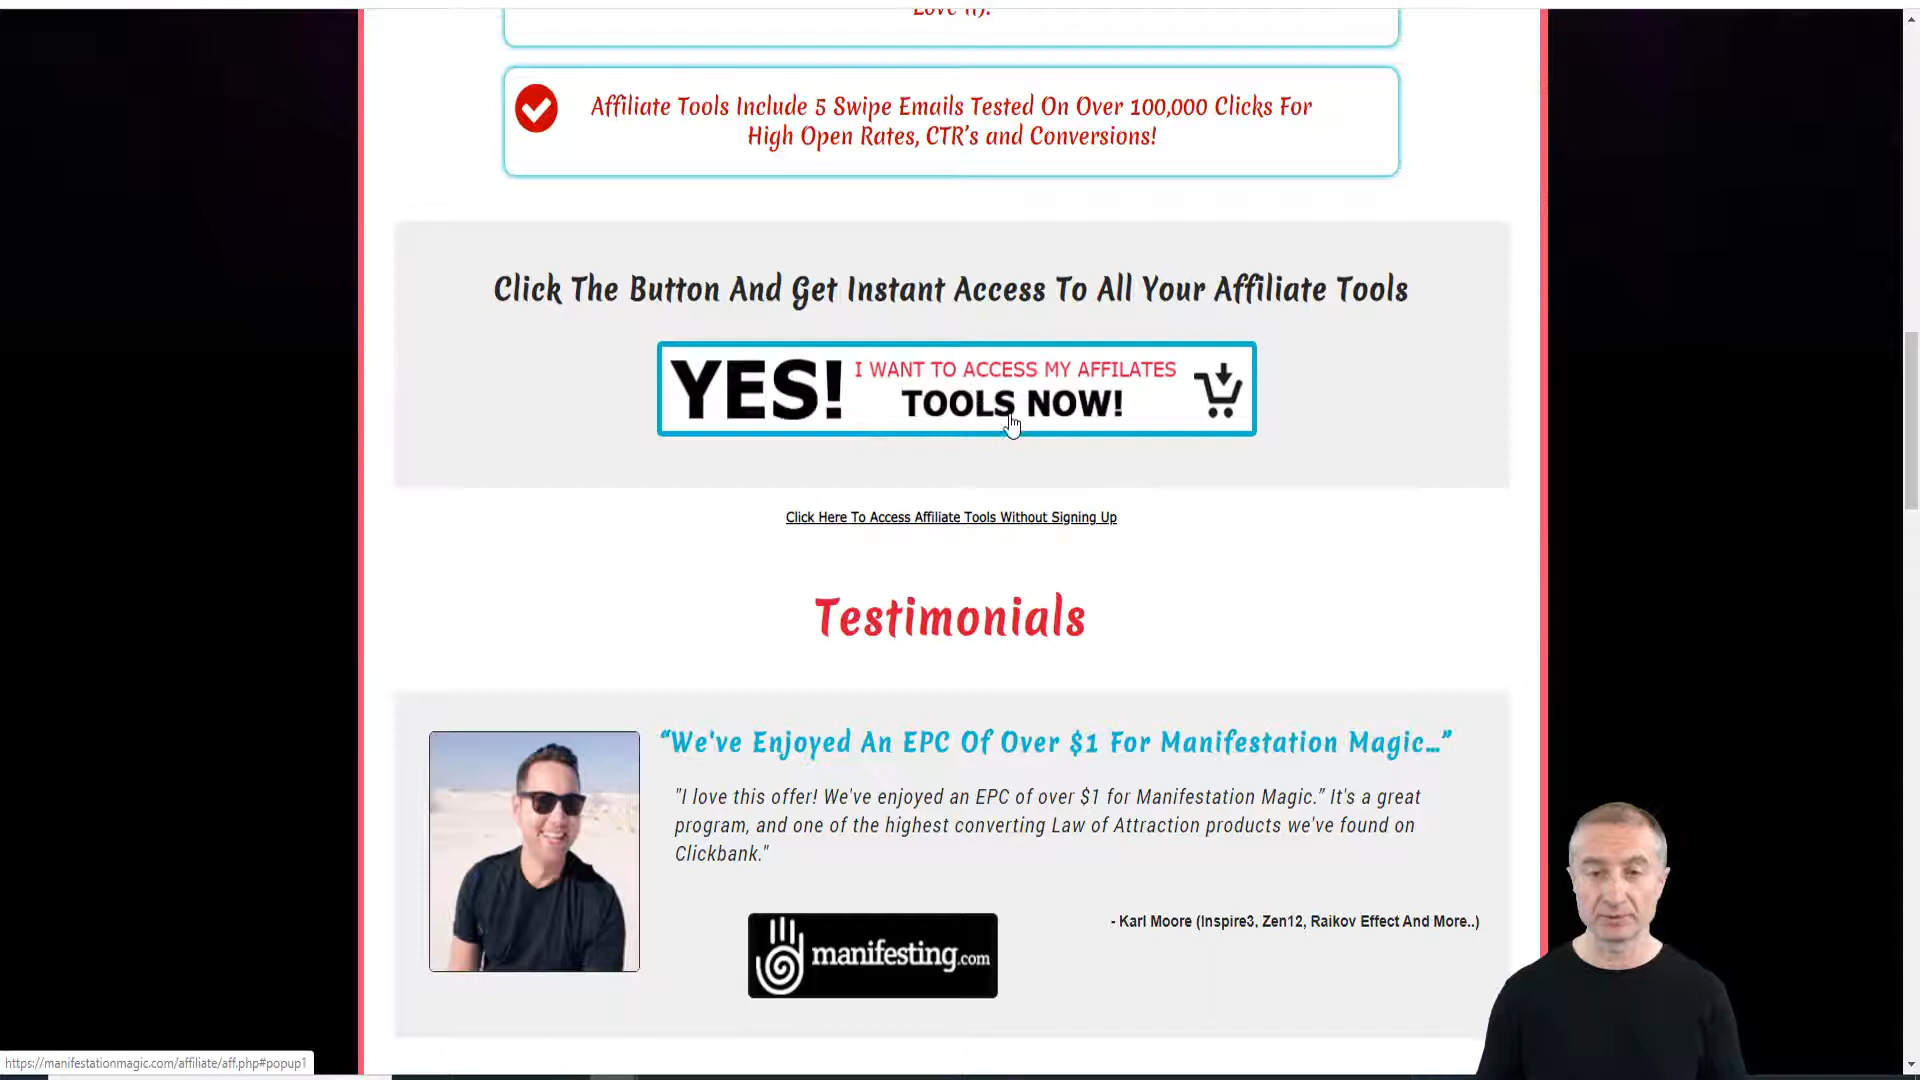 Love It).
Affiliate Tools Include 5 Swipe Emails Tested On Over 100,000 Clicks For
High Open Rates, CTR's and Conversions!
Click The Button And Get Instant Access To All Your Affiliate Tools
YES! I WANT TO ACCESS MY AFFILATES
TOOLS NOW!
Click Here To Access Affiliate Tools Without Signing Up
Testimonials
“We've Enjoyed An EPC Of Over $1 For Manifestation Magic...”
"I love this offer! We've enjoyed an EPC of over $1 for Manifestation Magic.” It's a great
program, and one of the highest converting Law of Attraction products we've found on
Clickbank."
- Karl Moore (Inspire3, Zen12, Raikov Effect And More..)
manifesting.com
https://manifestationmagic.com/affiliate/aff.php#popup1